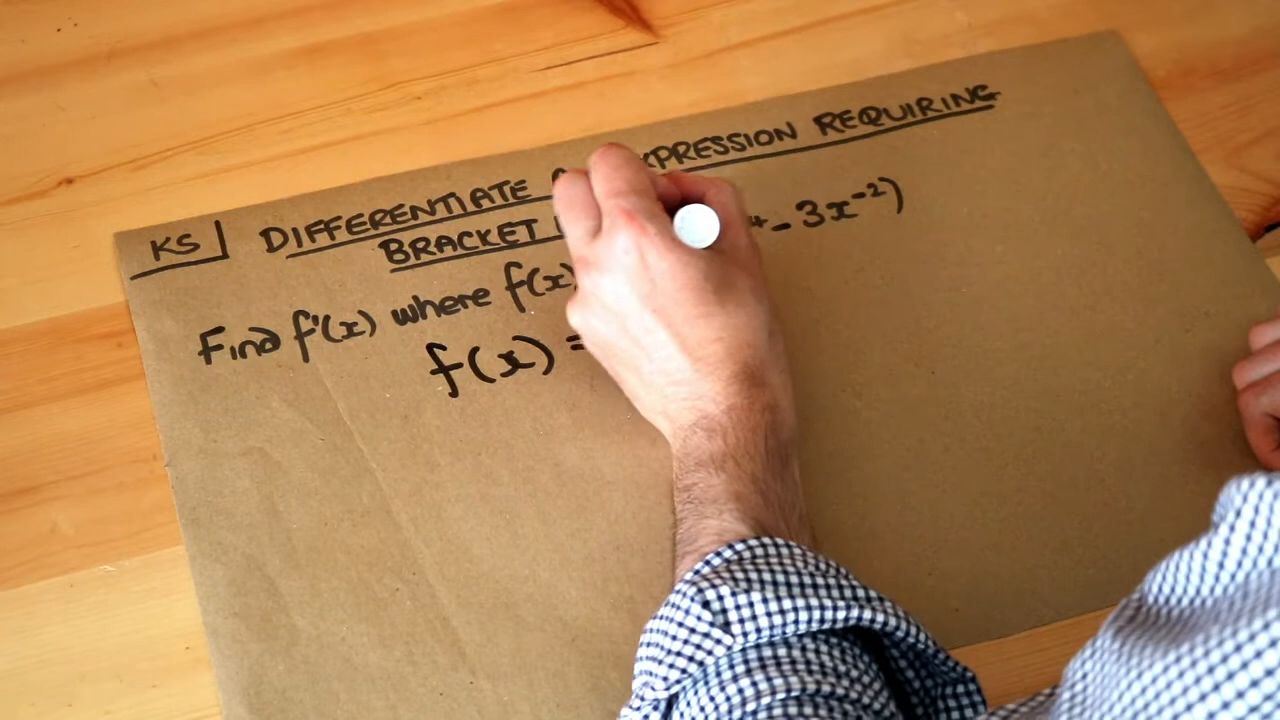 KS DIFFERENTIATE EXPRESSION REQUIRING
BRACKET
Find f'(x) where f(x) - 3x⁻²)
f(x) =